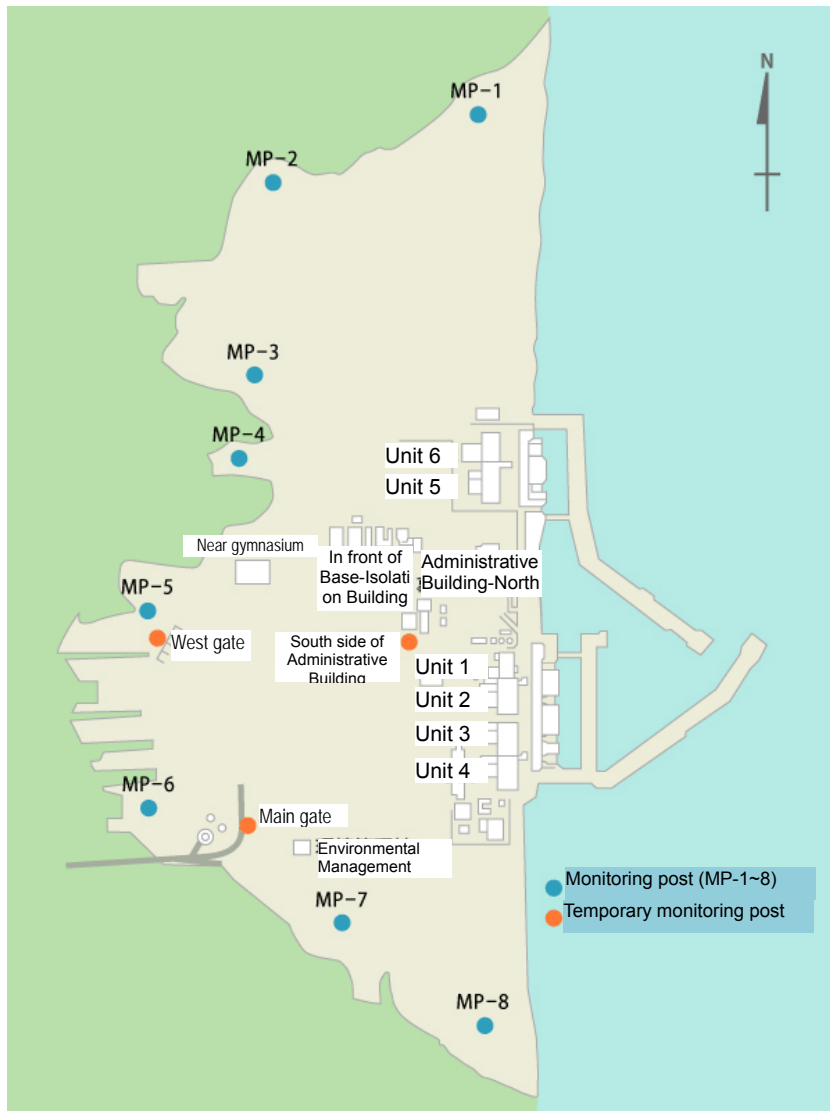 MP-1
N
MP-2
MP-3
MP-4
Unit 6
Unit 5
Near gymnasium
In front of
Base-Isolati
on Building
Administrative
Building-North
MP-5
West gate
South side of
Administrative
Building
Unit 1
Unit 2
Unit 3
Unit 4
MP-6
Main gate
Environmental
Management
MP-7
Monitoring post (MP-1~8)
Temporary monitoring post
MP-8